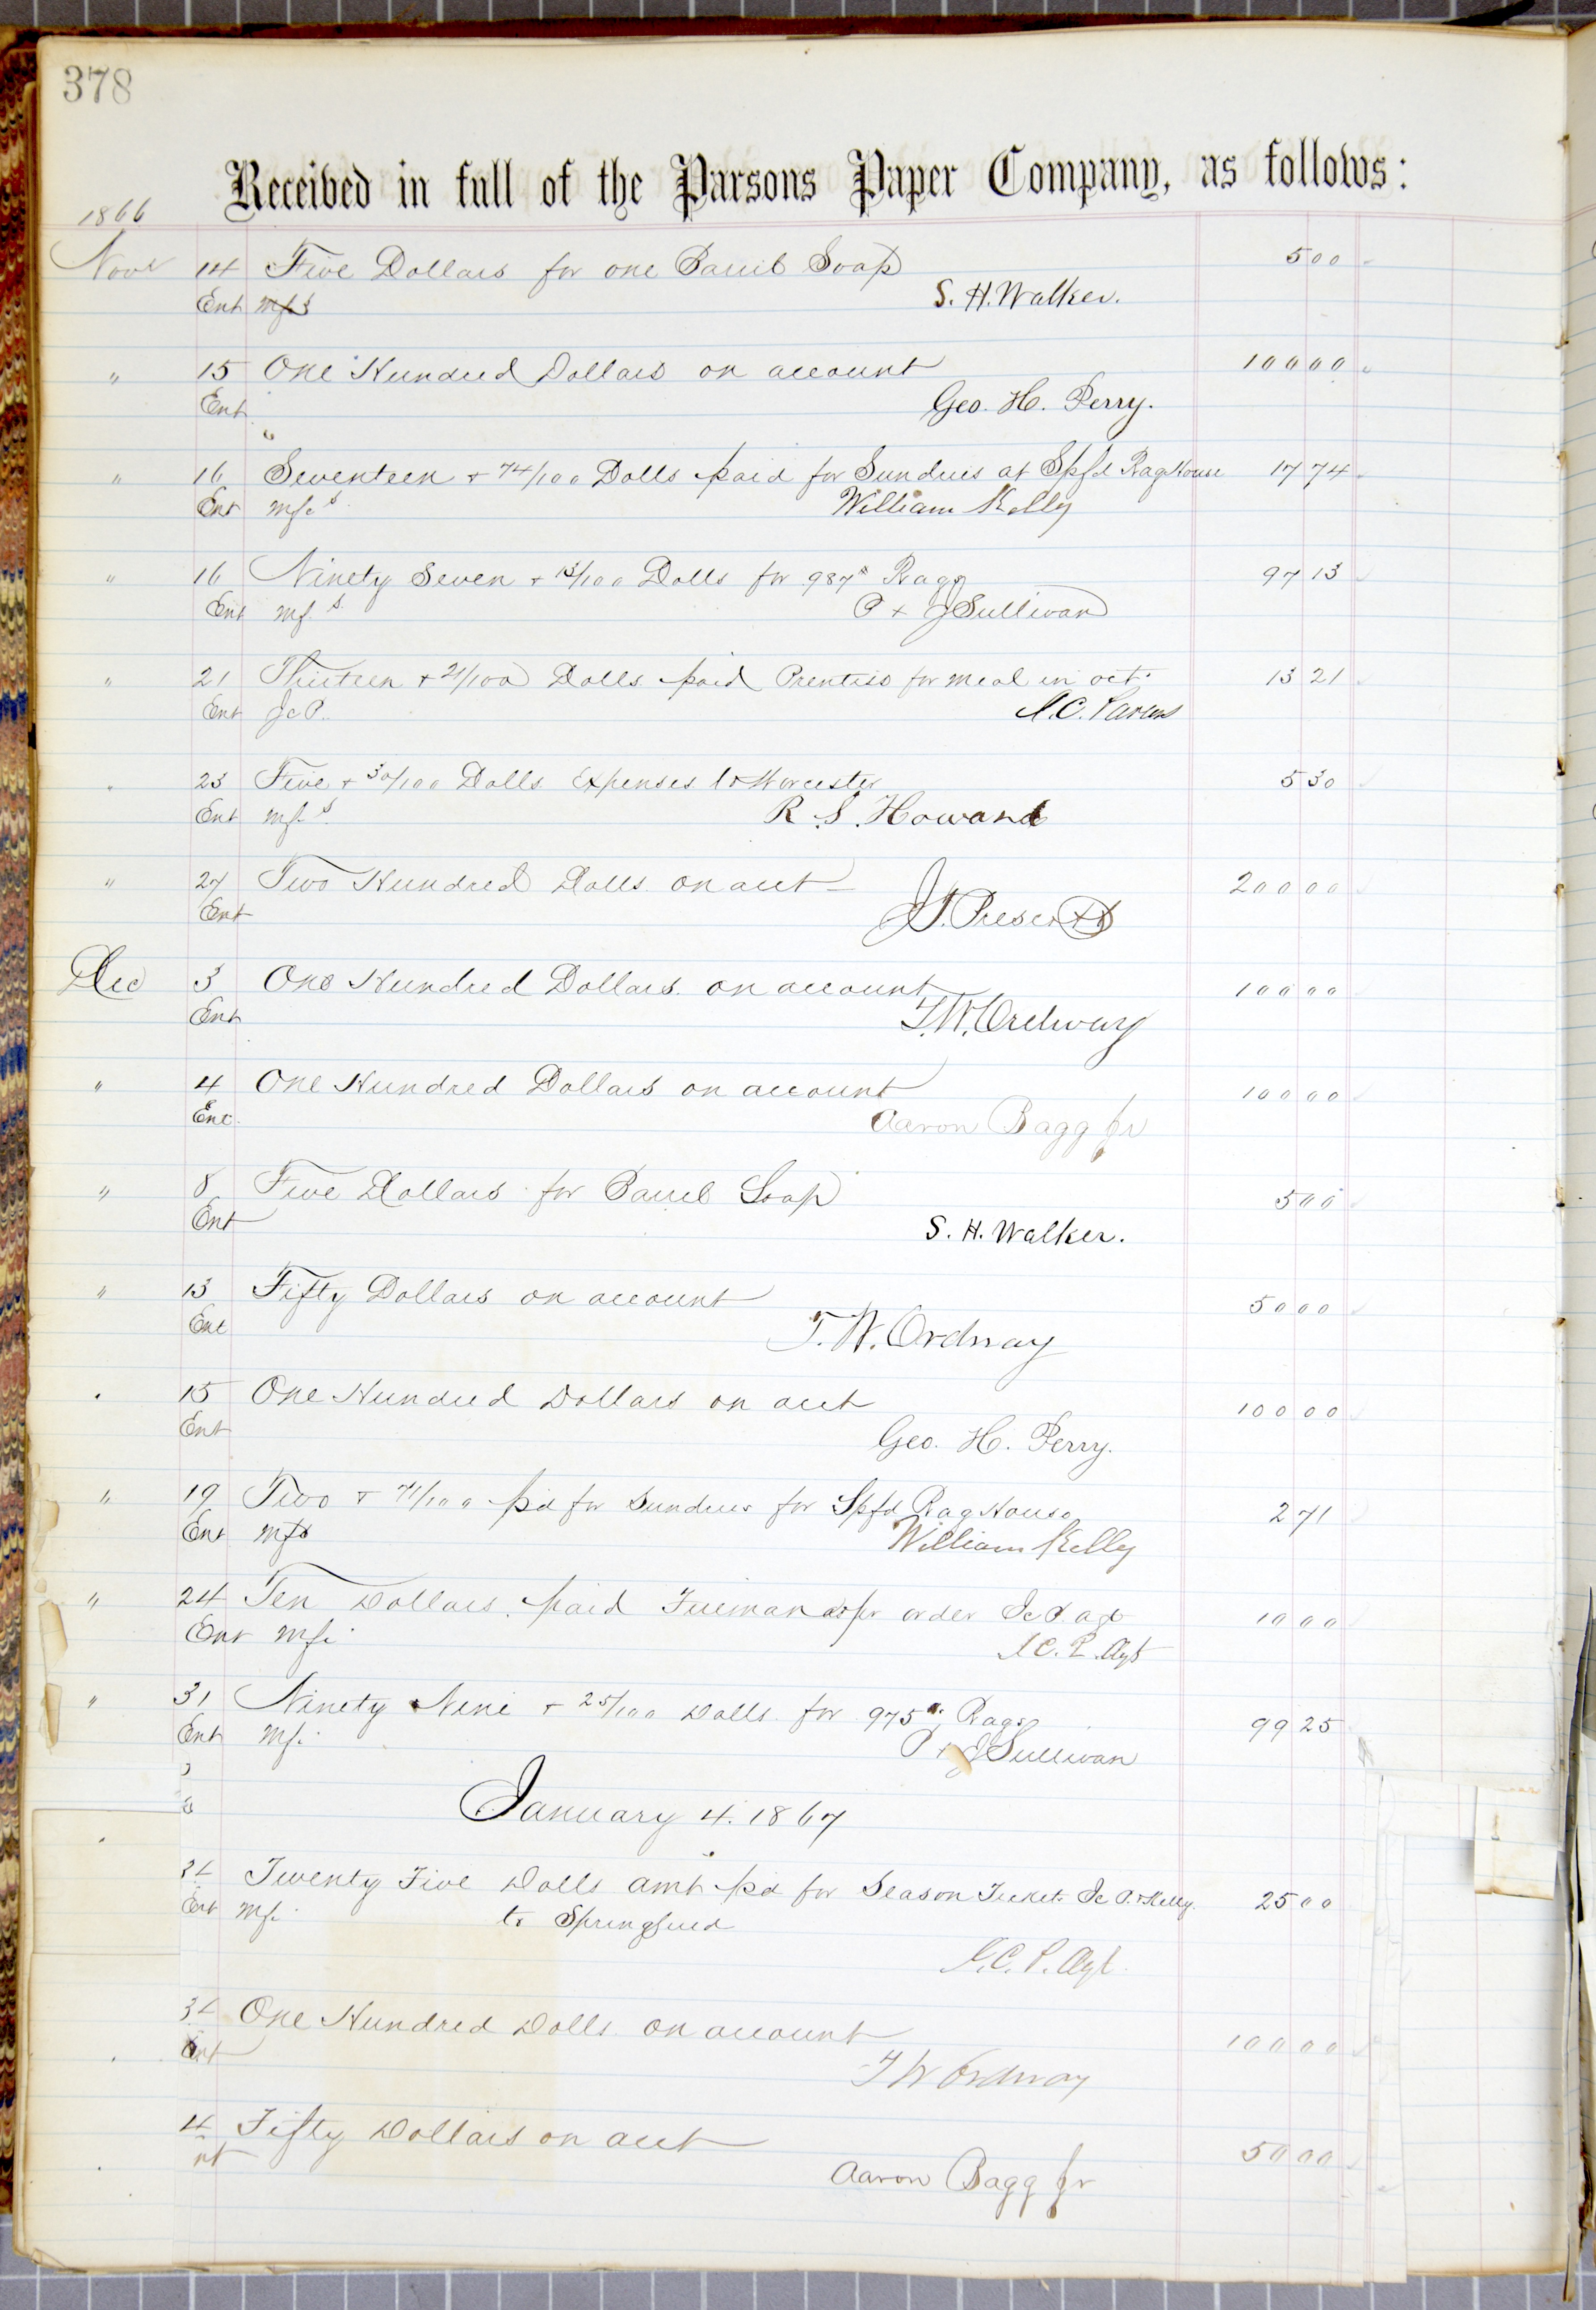 378
Received in full of the Parsons Paper Company, as follows:
1866
Novr 14 Five Dollars for one Barrel Soap 5 00
Ent Mfs S. H. Walker.
" 15 One Hundred Dollars on account 100 00
Ent Geo. H. Perry.
" 16 Seventeen + 74/100 Dolls paid for Sundries at Spfd Rag House 17 74
Ent Mfs William Kelly
" 16 Ninety Seven + 13/100 Dolls for 987# Rags 97 13
Ent Mfs P + J Sullivan
" 21 Thirteen + 21/100 Dolls paid Prentiss for meal in Oct. 13 21
Ent JCP. J. C. Parsons
" 23 Five + 30/100 Dolls Expenses to Worcester 5 30
Ent Mfs R. S. Howard
" 27 Two Hundred Dolls on acct 200 00
Ent J. T. Prescott
Dec 3 One Hundred Dollars on account 100 00
Ent T. W. Ordway
" 4 One Hundred Dollars on account 100 00
Ent. Aaron Bagg Jr
" 8 Five Dollars for Barrel Soap 5 00
Ent S. H. Walker.
" 13 Fifty Dollars on account 50 00
Ent T. W. Ordway
15 One Hundred Dollars on acct 100 00
Ent Geo. H. Perry.
" 19 Two + 71/100 pd for Sundries for Spfd Rag House 2 71
Ent Mfs William Kelly
" 24 Ten Dollars paid Fireman as pr order J.C.P. agt 10 00
Ent Mf. J. C. P. Agt
" 31 Ninety Nine + 25/100 Dolls for 975# Rags 99 25
Ent Mf. P + J Sullivan
January 4. 1867
Twenty Five Dolls amt pd for Season Tickets J C P. + Kelly 25 00
Ent Mf. to Springfield
J. C. P. Agt.
One Hundred Dolls on account 100 00
Ent T W Ordway
4 Fifty Dollars on acct 50 00
nt Aaron Bagg Jr